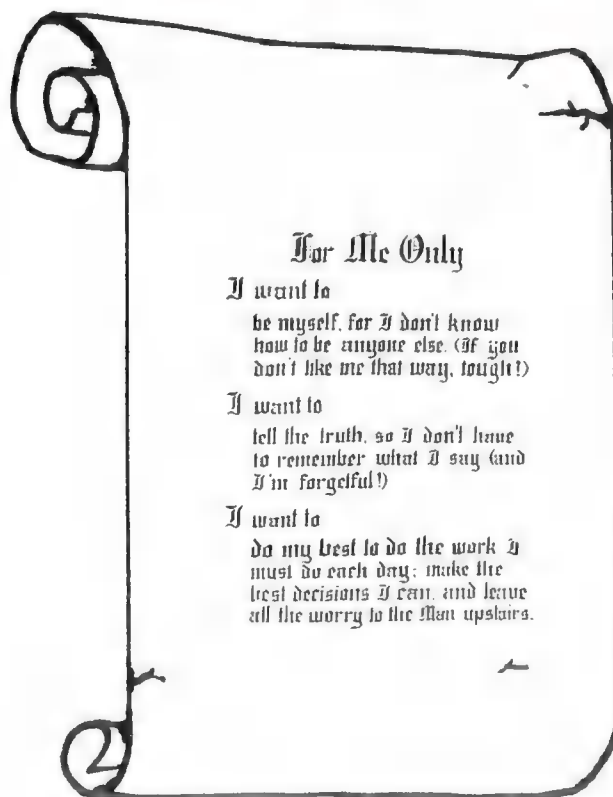 For Me Only
I want to
be myself, for I don't know
how to be anyone else. (If you
don't like me that way, tough!)
I want to
tell the truth, so I don't have
to remember what I say (and
I'm forgetful!)
I want to
do my best to do the work I
must do each day; make the
best decisions I can, and leave
all the worry to the Man upstairs.